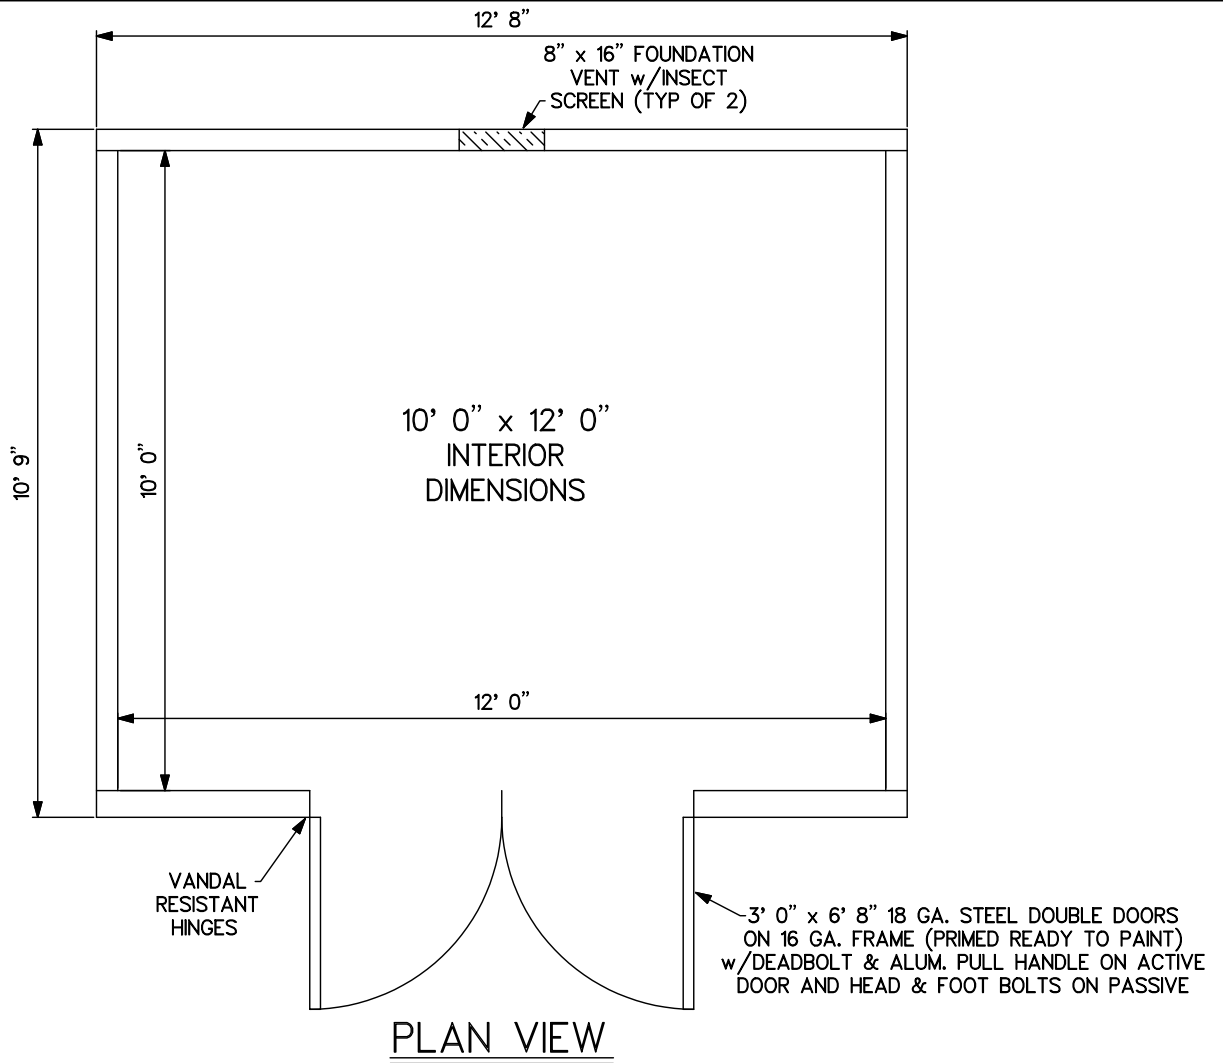 12' 8"
8" x 16" FOUNDATION
VENT w/INSECT
SCREEN (TYP OF 2)
10' 9"
10' 0"
10' 0" x 12' 0"
INTERIOR
DIMENSIONS
12' 0"
VANDAL
RESISTANT
HINGES
3' 0" x 6' 8" 18 GA. STEEL DOUBLE DOORS
ON 16 GA. FRAME (PRIMED READY TO PAINT)
w/DEADBOLT & ALUM. PULL HANDLE ON ACTIVE
DOOR AND HEAD & FOOT BOLTS ON PASSIVE
PLAN VIEW